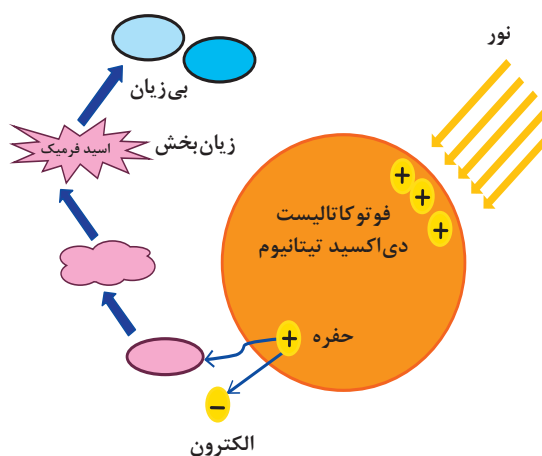 نور
بی‌زیان
زیان‌بخش
اسید فرمیک
فوتوکاتالیست
دی‌اکسید تیتانیوم
+
+
+
حفره
+
−
الکترون